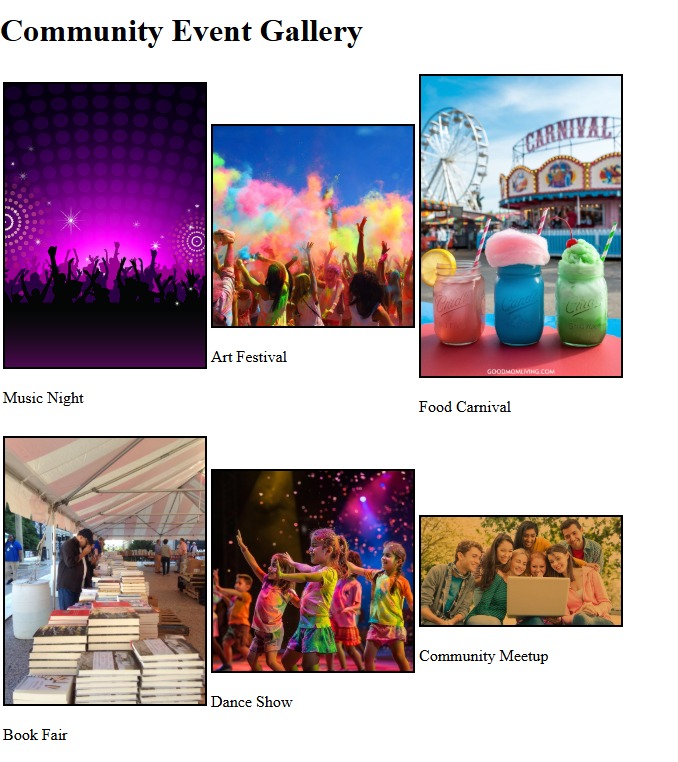 Community Event Gallery
CARNIVAL
GOODMOMLIVING.COM
Music Night
Art Festival
Food Carnival
Book Fair
Dance Show
Community Meetup